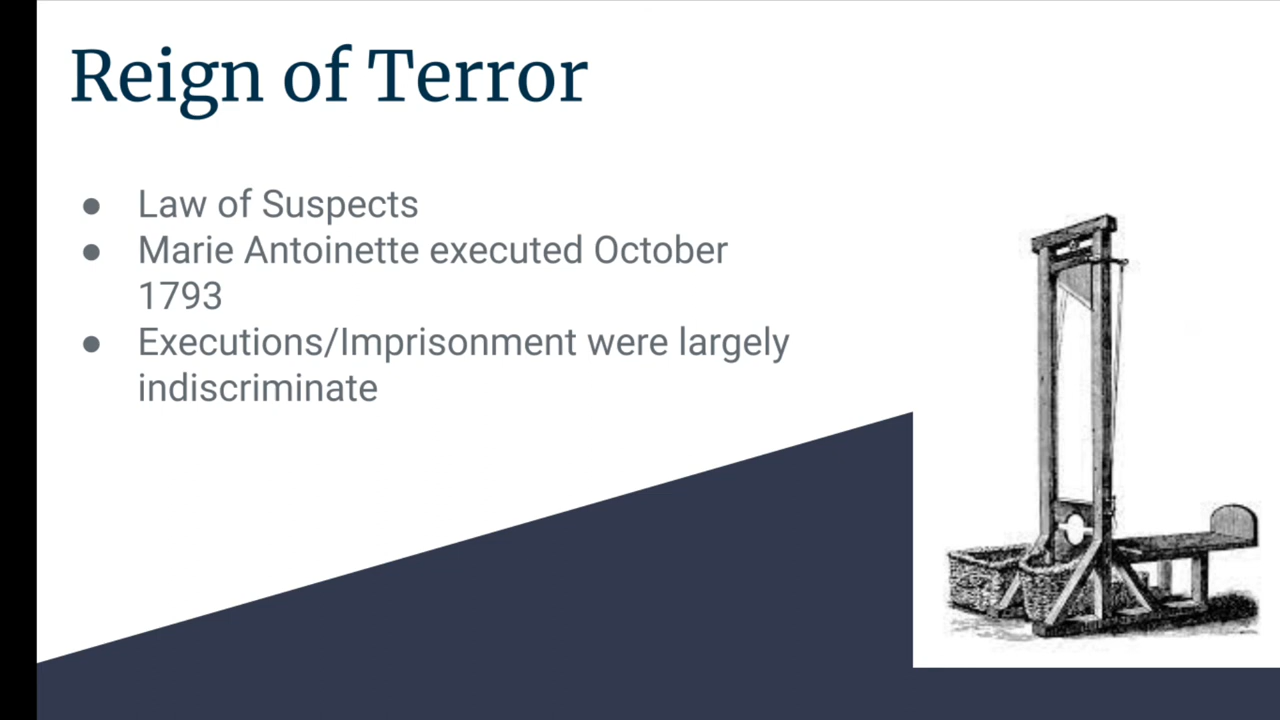 Reign of Terror
● Law of Suspects
● Marie Antoinette executed October
1793
● Executions/Imprisonment were largely
indiscriminate